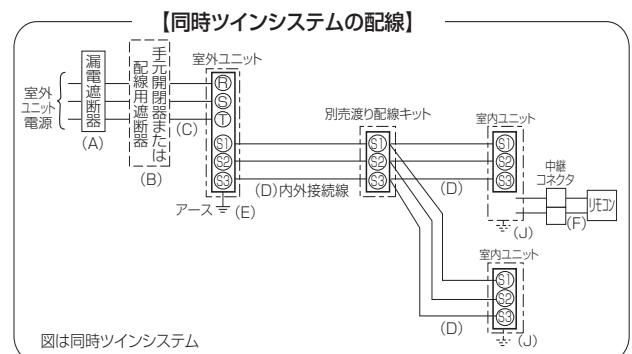 【同時ツインシステムの配線】
室外
ユニット
電源
漏電遮断器
(A)
手元開閉器または
配線用遮断器
(B)
(C)
室外ユニット
R
S
T
S1
S2
S3
アース
(E)
(D)内外接続線
別売渡り配線キット
S1
S2
S3
(D)
室内ユニット
S1
S2
S3
(J)
中継
コネクタ
(F)
リモコン
室内ユニット
S1
S2
S3
(D)
(J)
図は同時ツインシステム